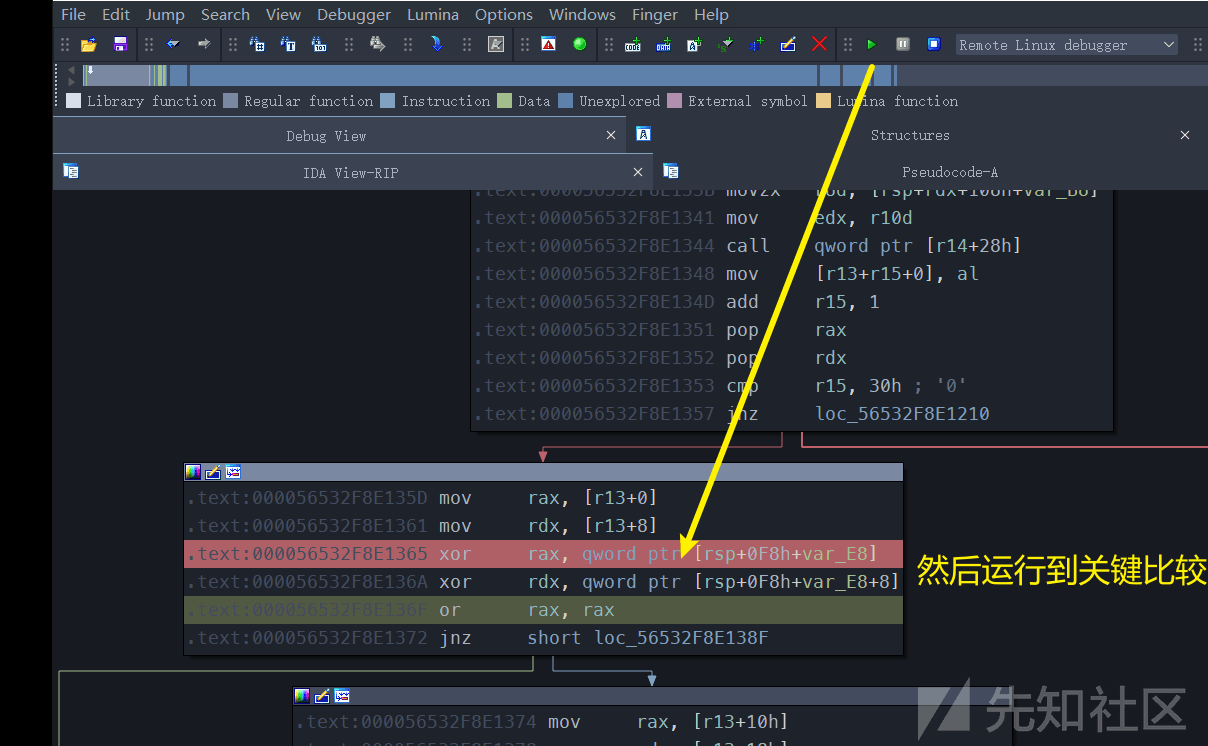 File Edit Jump Search View Debugger Lumina Options Windows Finger Help
Remote Linux debugger
Library function Regular function Instruction Data Unexplored External symbol Lumina function
Debug View Structures
IDA View-RIP Pseudocode-A
movzx [rsp+rdx+108h+var_B8]
.text:000056532F8E1341 mov edx, r10d
.text:000056532F8E1344 call qword ptr [r14+28h]
.text:000056532F8E1348 mov [r13+r15+0], al
.text:000056532F8E134D add r15, 1
.text:000056532F8E1351 pop rax
.text:000056532F8E1352 pop rdx
.text:000056532F8E1353 cmp r15, 30h ; '0'
.text:000056532F8E1357 jnz loc_56532F8E1210
.text:000056532F8E135D mov rax, [r13+0]
.text:000056532F8E1361 mov rdx, [r13+8]
.text:000056532F8E1365 xor rax, qword ptr [rsp+0F8h+var_E8]
然后运行到关键比较
.text:000056532F8E136A xor rdx, qword ptr [rsp+0F8h+var_E8+8]
.text:000056532F8E136F or rax, rax
.text:000056532F8E1372 jnz short loc_56532F8E138F
.text:000056532F8E1374 mov rax, [r13+10h]
先知社区